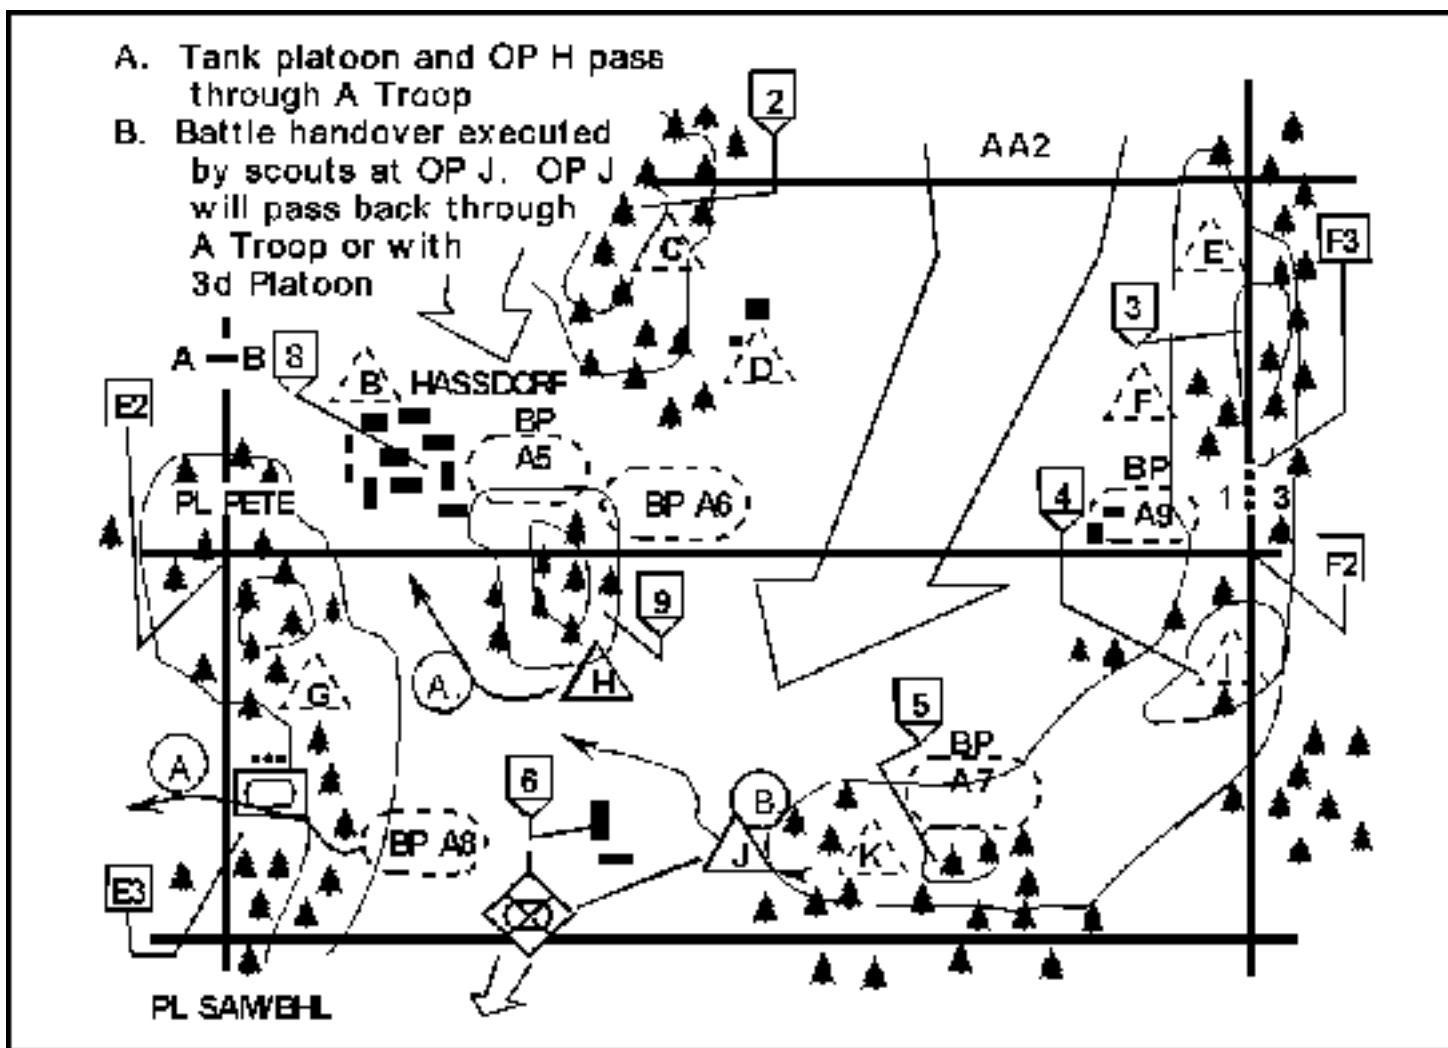 A. Tank platoon and OP H pass
through A Troop
B. Battle handover executed
by scouts at OP J. OP J
will pass back through
A Troop or with
3d Platoon
2
AA2
C
E
F3
3
D
A B
8
B
HASSDORF
E2
F
BP
A5
BP
PL PETE
BP A6
4
A9
1 3
F2
9
A
H
I
G
5
A
BP
6
A7
B
BP A8
J
K
E3
PL SAM/BHL